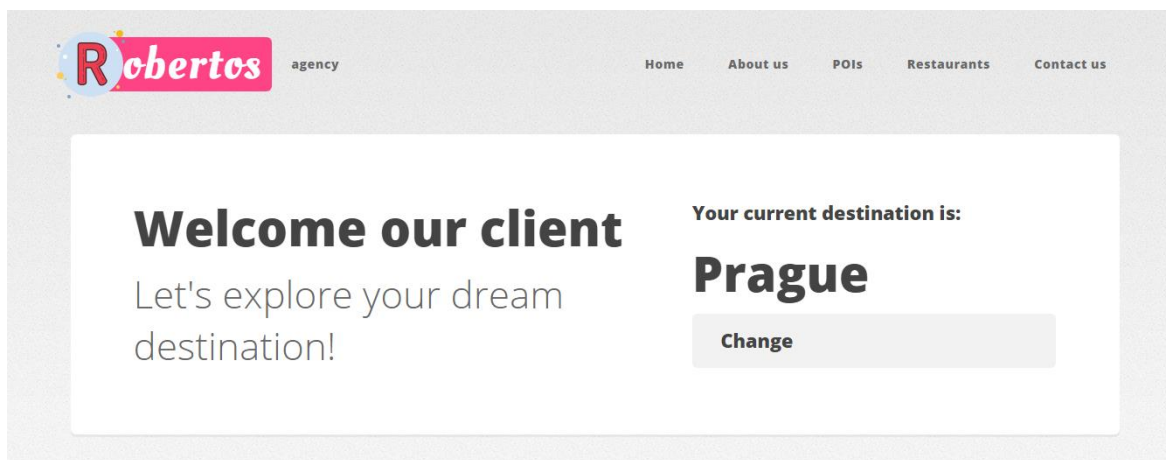 Robertos agency Home About us POIs Restaurants Contact us
Welcome our client
Let's explore your dream
destination!
Your current destination is:
Prague
Change